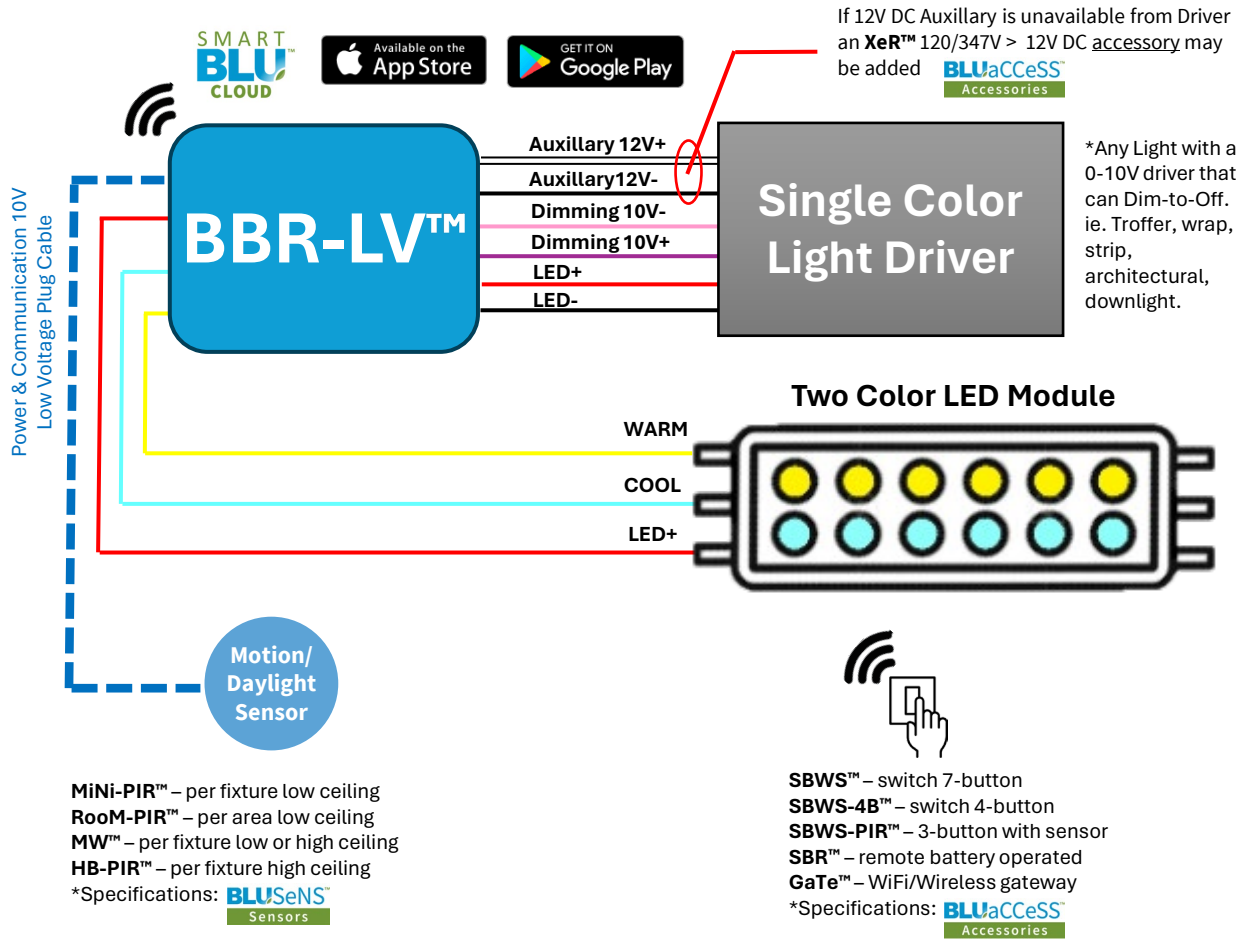 SMART
BLU™
CLOUD
Available on the
App Store
GET IT ON
Google Play
If 12V DC Auxillary is unavailable from Driver
an XeR™ 120/347V > 12V DC accessory may
be added BLUaCCeSS™
Accessories
Power & Communication 10V
Low Voltage Plug Cable
BBR-LV™
Auxillary 12V+
Auxillary12V-
Dimming 10V-
Dimming 10V+
LED+
LED-
Single Color
Light Driver
*Any Light with a
0-10V driver that
can Dim-to-Off.
ie. Troffer, wrap,
strip,
architectural,
downlight.
Two Color LED Module
WARM
COOL
LED+
Motion/
Daylight
Sensor
MiNi-PIR™ – per fixture low ceiling
RooM-PIR™ – per area low ceiling
MW™ – per fixture low or high ceiling
HB-PIR™ – per fixture high ceiling
*Specifications: BLUSeNS™
Sensors
SBWS™ – switch 7-button
SBWS-4B™ – switch 4-button
SBWS-PIR™ – 3-button with sensor
SBR™ – remote battery operated
GaTe™ – WiFi/Wireless gateway
*Specifications: BLUaCCeSS™
Accessories